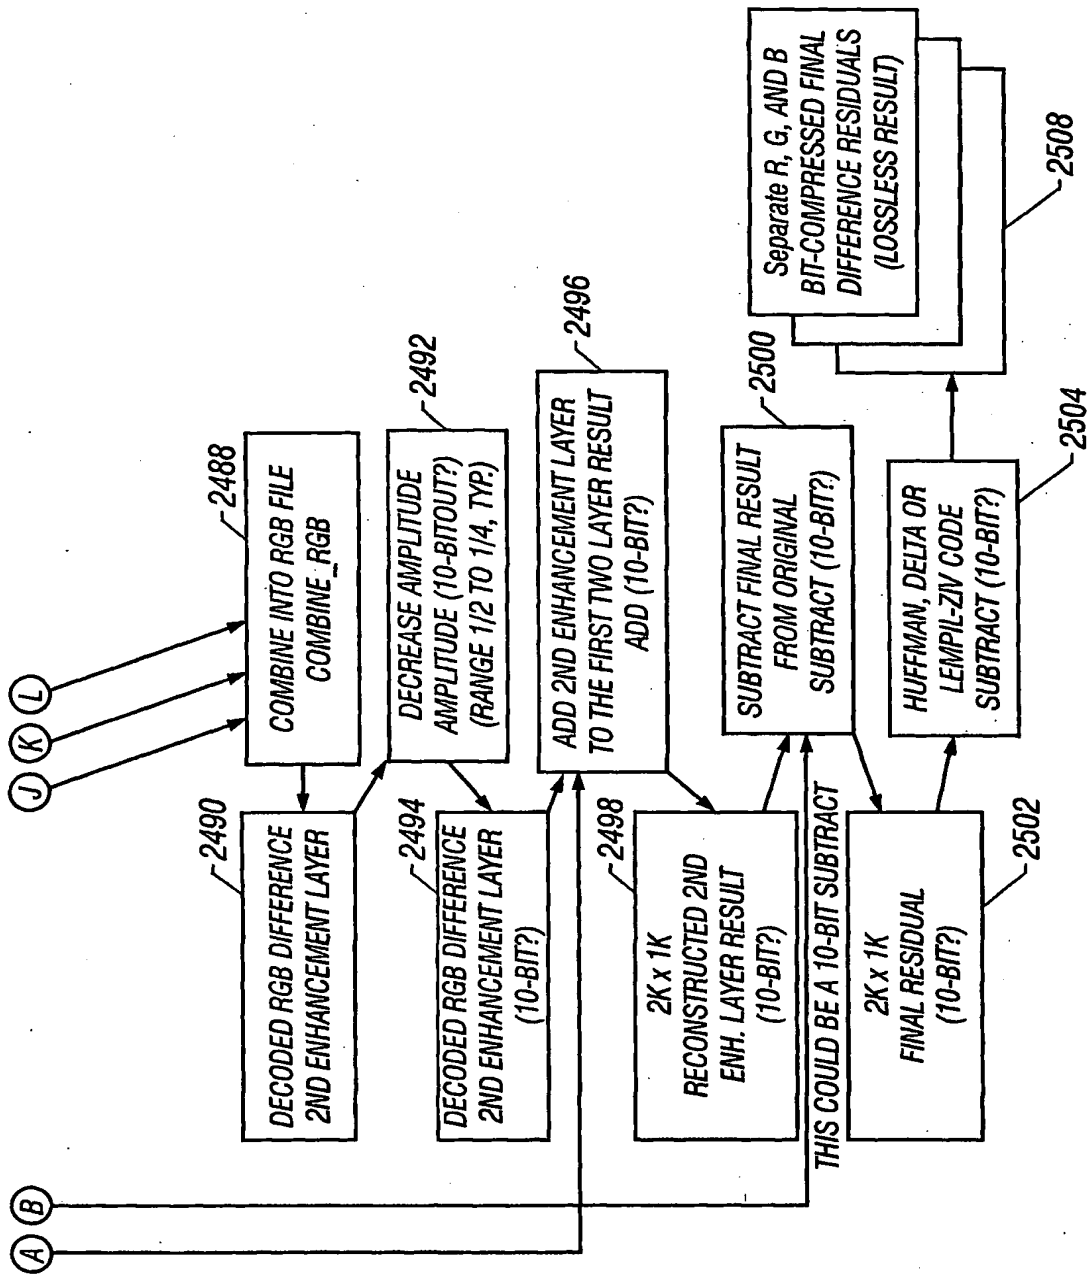 A
B
J
K
L
2488
COMBINE INTO RGB FILE
COMBINE RGB
2490
DECODED RGB DIFFERENCE
2ND ENHANCEMENT LAYER
2492
DECREASE AMPLITUDE
AMPLITUDE (10-BITOUT?)
(RANGE 1/2 TO 1/4, TYP.)
2494
DECODED RGB DIFFERENCE
2ND ENHANCEMENT LAYER
(10-BIT?)
2496
ADD 2ND ENHANCEMENT LAYER
TO THE FIRST TWO LAYER RESULT
ADD (10-BIT?)
2498
2K x 1K
RECONSTRUCTED 2ND
ENH. LAYER RESULT
(10-BIT?)
2500
SUBTRACT FINAL RESULT
FROM ORIGINAL
SUBTRACT (10-BIT?)
THIS COULD BE A 10-BIT SUBTRACT
2K x 1K
FINAL RESIDUAL
(10-BIT?)
2502
HUFFMAN, DELTA OR
LEMPIL-ZIV CODE
SUBTRACT (10-BIT?)
2504
Separate R, G, AND B
BIT-COMPRESSED FINAL
DIFFERENCE RESIDUALS
(LOSSLESS RESULT)
2508